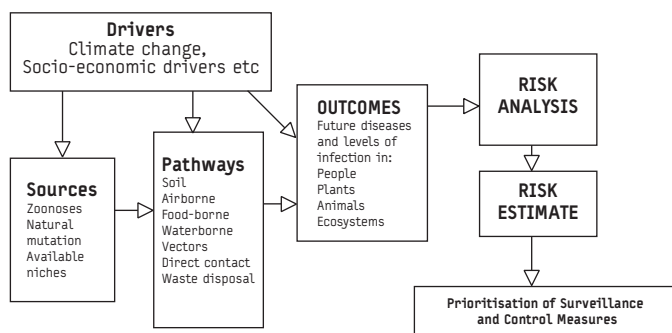 Drivers
Climate change,
Socio-economic drivers etc
Sources
Zoonoses
Natural
mutation
Available
niches
Pathways
Soil
Airborne
Food-borne
Waterborne
Vectors
Direct contact
Waste disposal
OUTCOMES
Future diseases
and levels of
infection in:
People
Plants
Animals
Ecosystems
RISK
ANALYSIS
RISK
ESTIMATE
Prioritisation of Surveillance
and Control Measures